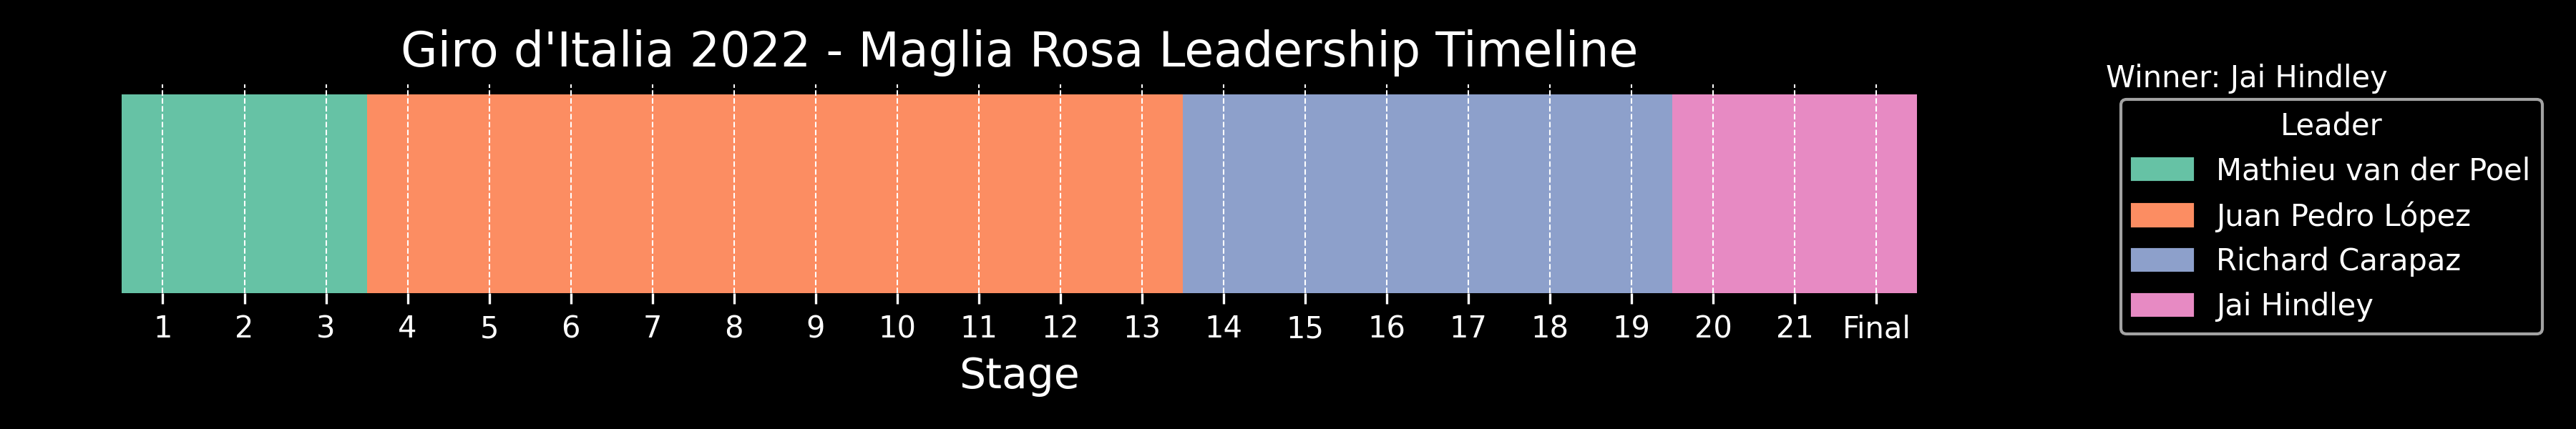 Giro d'Italia 2022 - Maglia Rosa Leadership Timeline
1 2 3 4 5 6 7 8 9 10 11 12 13 14 15 16 17 18 19 20 21 Final
Stage
Winner: Jai Hindley
Leader
Mathieu van der Poel
Juan Pedro López
Richard Carapaz
Jai Hindley